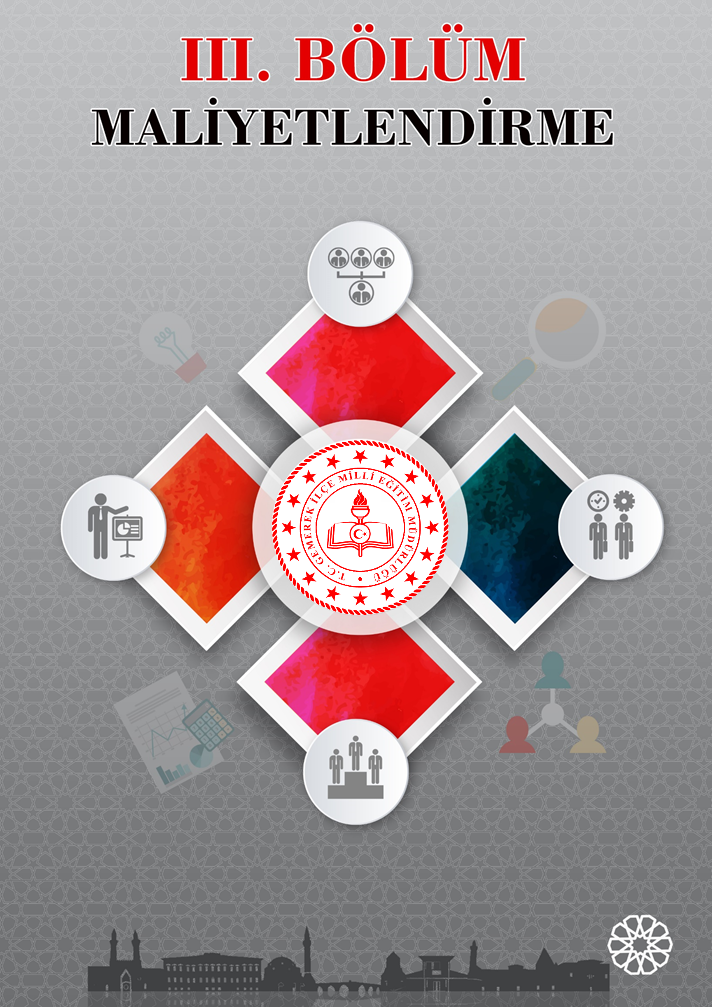 III. BÖLÜM
MALİYETLENDİRME
T.C. GEMEREK İLÇE MİLLİ EĞİTİM MÜDÜRLÜĞÜ